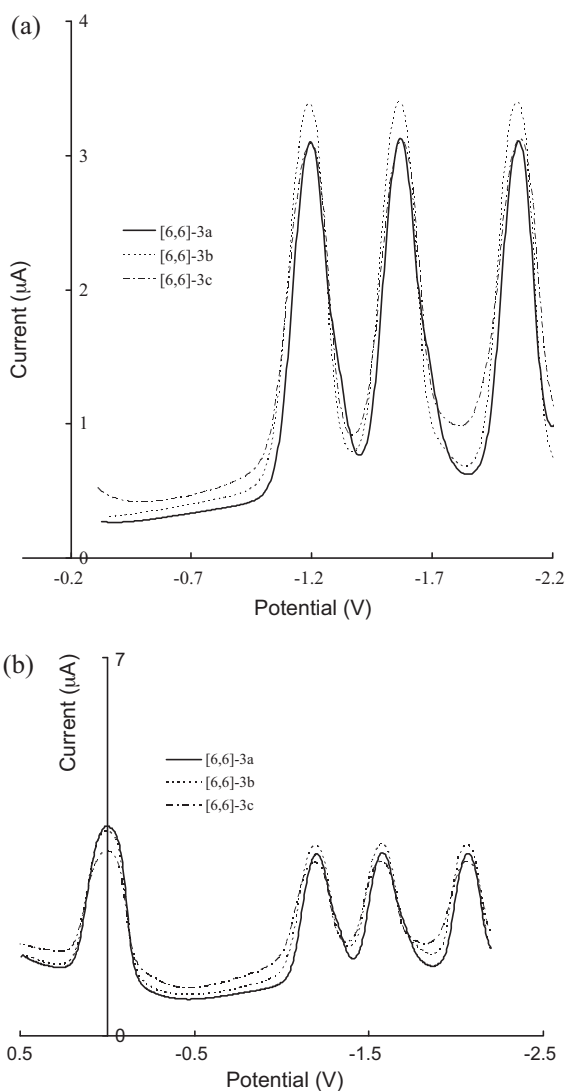 (a)
4
3
2
1
0
Current (μA)
[6,6]-3a
[6,6]-3b
[6,6]-3c
-0.2 -0.7 -1.2 -1.7 -2.2
Potential (V)
(b)
7
Current (μA)
[6,6]-3a
[6,6]-3b
[6,6]-3c
0
0.5 -0.5 -1.5 -2.5
Potential (V)